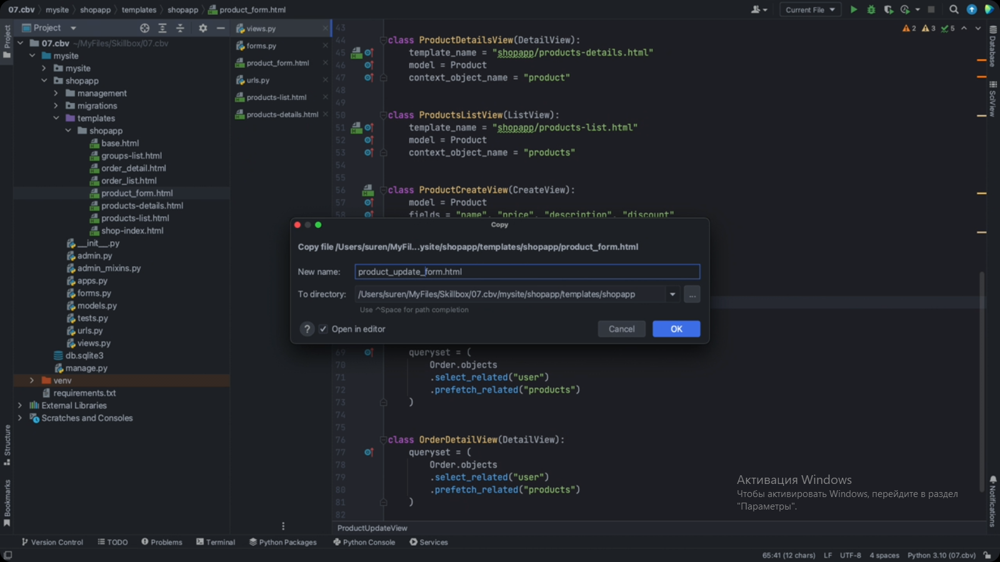 07.cbv mysite shopapp templates shopapp product_form.html
Current File
Project
views.py
07.cbv ~/MyFiles/Skillbox/07.cbv
mysite
mysite
shopapp
management
migrations
templates
shopapp
base.html
groups-list.html
order_detail.html
order_list.html
product_form.html
products-details.html
products-list.html
shop-index.html
__init__.py
admin.py
admin_mixins.py
apps.py
forms.py
models.py
tests.py
urls.py
views.py
db.sqlite3
manage.py
venv
requirements.txt
External Libraries
Scratches and Consoles
Project
Structure
Bookmarks
forms.py
product_form.html
urls.py
products-list.html
products-details.html
2 3 5
43
44 class ProductDetailsView(DetailView):
45 template_name = "shopapp/products-details.html"
46 model = Product
47 context_object_name = "product"
48
49
50 class ProductsListView(ListView):
51 template_name = "shopapp/products-list.html"
52 model = Product
53 context_object_name = "products"
54
55
56 class ProductCreateView(CreateView):
57 model = Product
58 fields = "name", "price", "description", "discount"
Copy
Copy file /Users/suren/MyFil...ysite/shopapp/templates/shopapp/product_form.html
New name: product_update_form.html
To directory: /Users/suren/MyFiles/Skillbox/07.cbv/mysite/shopapp/templates/shopapp ...
Use ^Space for path completion
? Open in editor
Cancel OK
69 queryset = (
70 Order.objects
71 .select_related("user")
72 .prefetch_related("products")
73 )
74
75
76 class OrderDetailView(DetailView):
77 queryset = (
78 Order.objects
79 .select_related("user")
80 .prefetch_related("products")
81 )
82
ProductUpdateView
Database
SciView
Notifications
Активация Windows
Чтобы активировать Windows, перейдите в раздел
"Параметры".
Version Control TODO Problems Terminal Python Packages Python Console Services
65:41 (12 chars) LF UTF-8 4 spaces Python 3.10 (07.cbv)